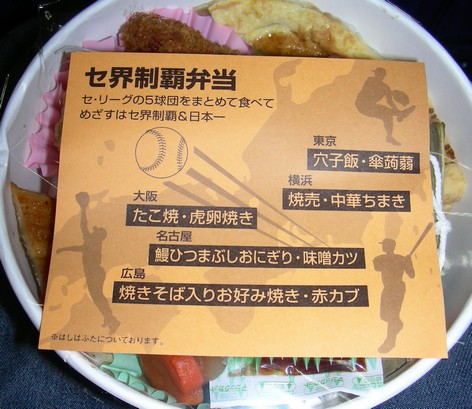 セ界制覇弁当
セ・リーグの5球団をまとめて食べて
めざすはセ界制覇&日本一
東京
穴子飯・傘蒟蒻
横浜
焼売・中華ちまき
大阪
たこ焼・虎卵焼き
名古屋
鰻ひつまぶしおにぎり・味噌カツ
広島
焼きそば入りお好み焼き・赤カブ
※はしはふたについております。